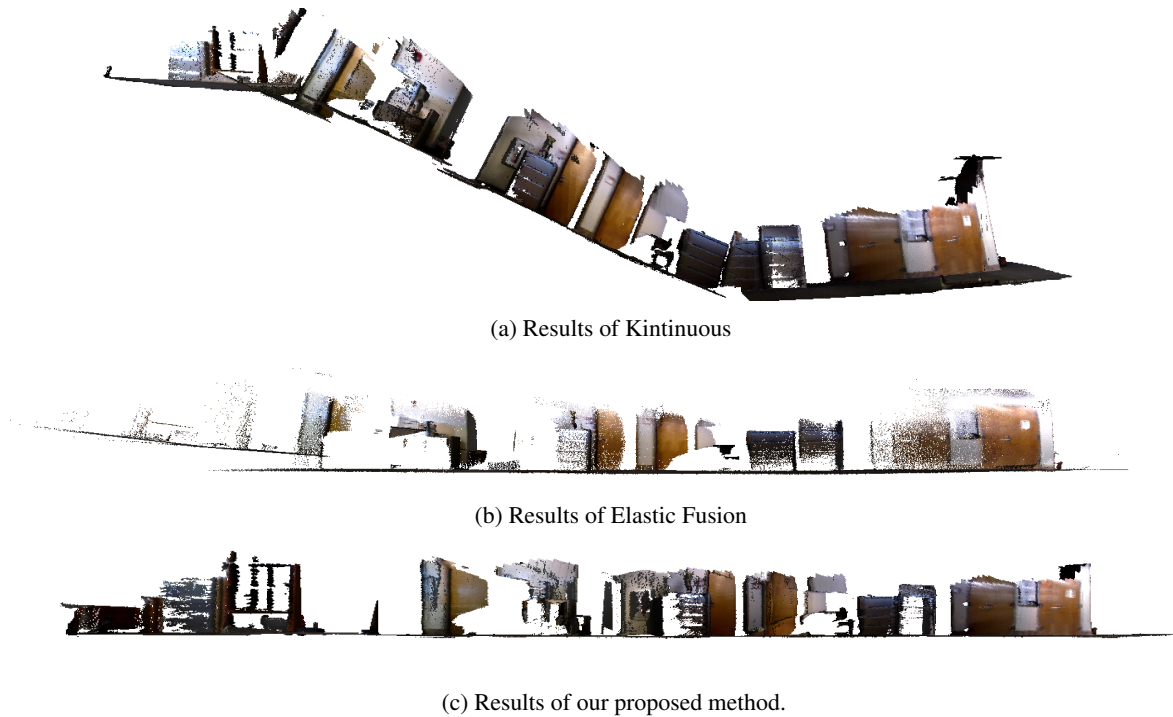 (a) Results of Kintinuous
(b) Results of Elastic Fusion
(c) Results of our proposed method.